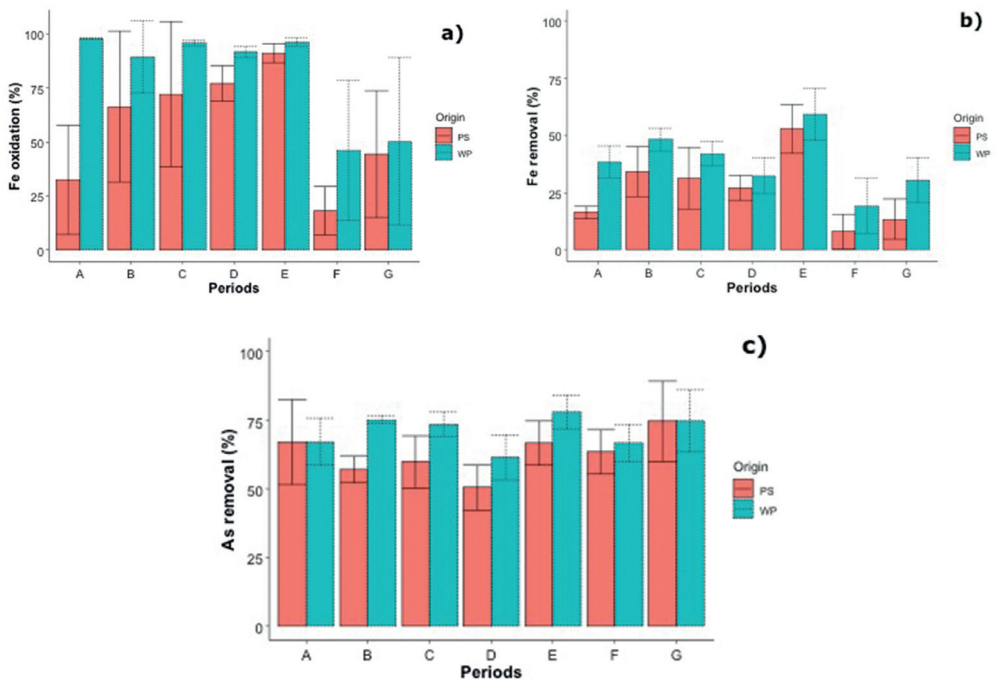 a)
Fe oxidation (%)
100
75
50
25
0
A B C D E F G
Periods
Origin
PS
WP
b)
Fe removal (%)
100
75
50
25
0
A B C D E F G
Periods
Origin
PS
WP
c)
As removal (%)
100
75
50
25
0
A B C D E F G
Periods
Origin
PS
WP